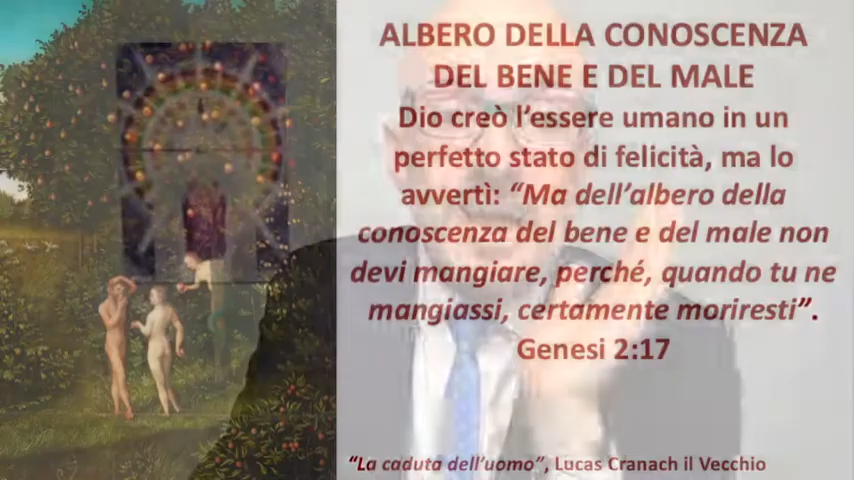 ALBERO DELLA CONOSCENZA
DEL BENE E DEL MALE
Dio creò l’essere umano in un
perfetto stato di felicità, ma lo
avvertì: “Ma dell’albero della
conoscenza del bene e del male non
devi mangiare, perché, quando tu ne
mangiassi, certamente moriresti”.
Genesi 2:17
“La caduta dell’uomo”, Lucas Cranach il Vecchio